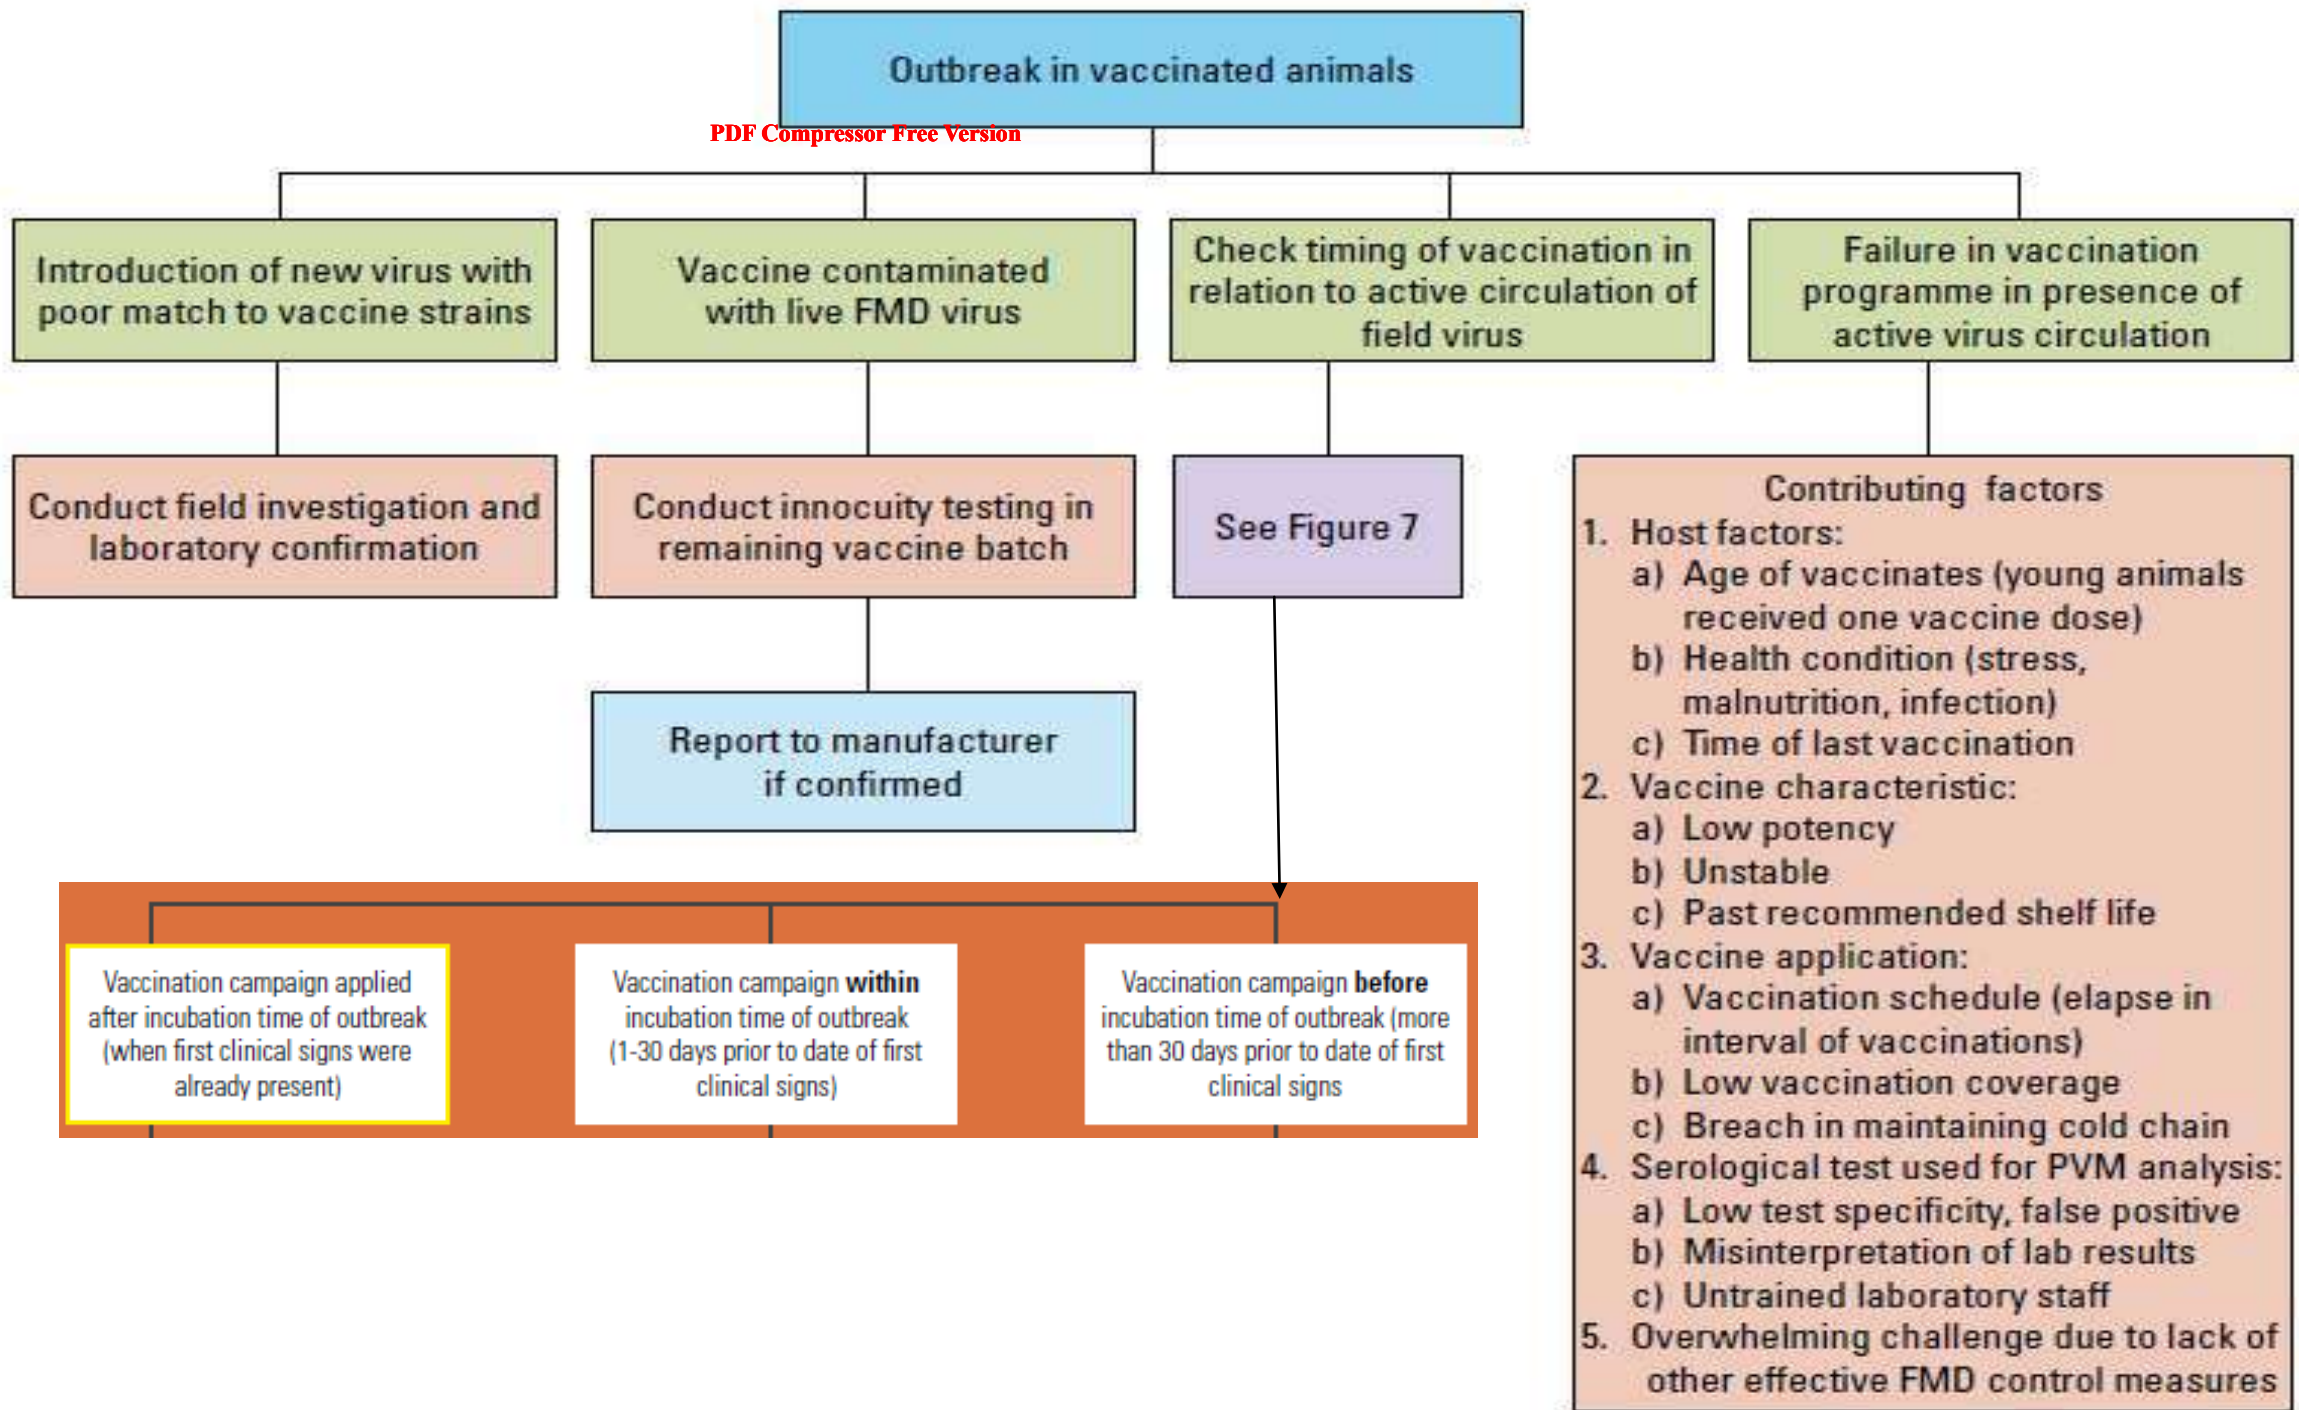 Outbreak in vaccinated animals
PDF Compressor Free Version
Introduction of new virus with
poor match to vaccine strains
Vaccine contaminated
with live FMD virus
Check timing of vaccination in
relation to active circulation of
field virus
Failure in vaccination
programme in presence of
active virus circulation
Conduct field investigation and
laboratory confirmation
Conduct innocuity testing in
remaining vaccine batch
See Figure 7
Report to manufacturer
if confirmed
Contributing factors
1. Host factors:
a) Age of vaccinates (young animals
received one vaccine dose)
b) Health condition (stress,
malnutrition, infection)
c) Time of last vaccination
2. Vaccine characteristic:
a) Low potency
b) Unstable
c) Past recommended shelf life
3. Vaccine application:
a) Vaccination schedule (elapse in
interval of vaccinations)
b) Low vaccination coverage
c) Breach in maintaining cold chain
4. Serological test used for PVM analysis:
a) Low test specificity, false positive
b) Misinterpretation of lab results
c) Untrained laboratory staff
5. Overwhelming challenge due to lack of
other effective FMD control measures
Vaccination campaign applied
after incubation time of outbreak
(when first clinical signs were
already present)
Vaccination campaign within
incubation time of outbreak
(1-30 days prior to date of first
clinical signs)
Vaccination campaign before
incubation time of outbreak (more
than 30 days prior to date of first
clinical signs